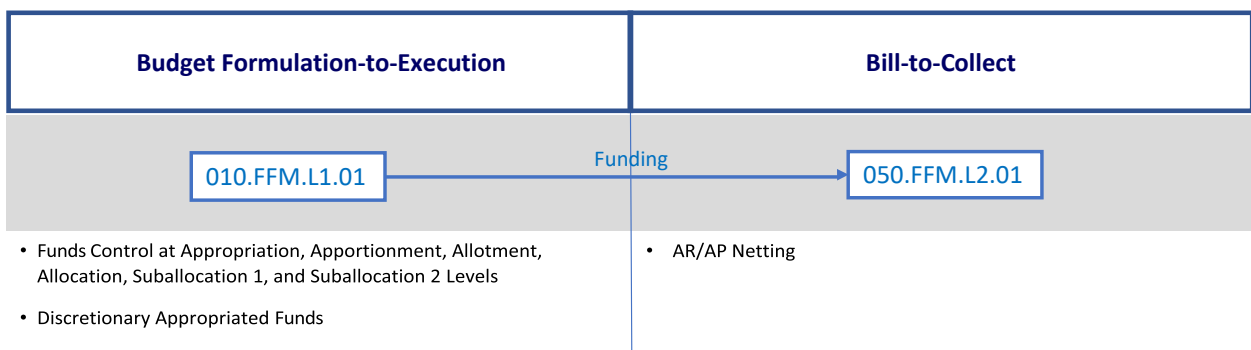 Budget Formulation-to-Execution
Bill-to-Collect
010.FFM.L1.01
Funding
050.FFM.L2.01
• Funds Control at Appropriation, Apportionment, Allotment,
Allocation, Suballocation 1, and Suballocation 2 Levels
• Discretionary Appropriated Funds
• AR/AP Netting